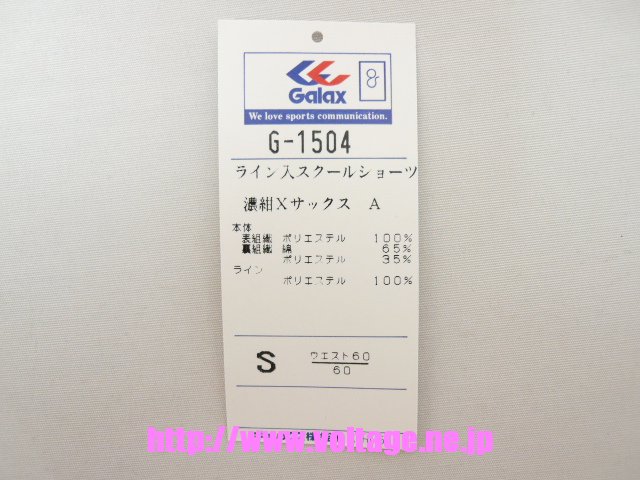 Galax
We love sports communication.
G-1504
ライン入スクールショーツ
濃紺Xサックス A
本体
表組織 ポリエステル 100%
裏組織 綿 65%
ポリエステル 35%
ライン
ポリエステル 100%
S ウエスト60
60
http://www.voltage.ne.jp